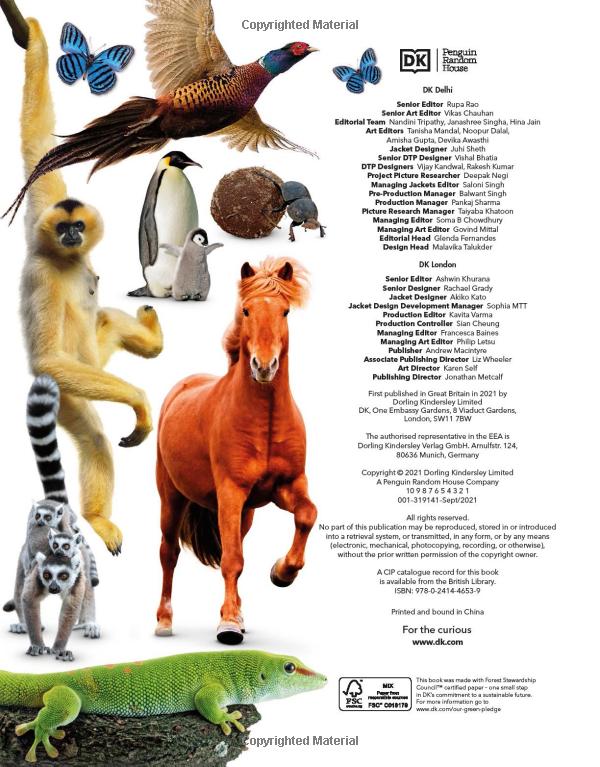 Copyrighted Material
DK
Penguin
Random
House
DK Delhi
Senior Editor Rupa Rao
Senior Art Editor Vikas Chauhan
Editorial Team Nandini Tripathy, Janashree Singha, Hina Jain
Art Editors Tanisha Mandal, Noopur Dalal,
Amisha Gupta, Devika Awasthi
Jacket Designer Juhi Sheth
Senior DTP Designer Vishal Bhatia
DTP Designers Vijay Kandwal, Rakesh Kumar
Project Picture Researcher Deepak Negi
Managing Jackets Editor Saloni Singh
Pre-Production Manager Balwant Singh
Production Manager Pankaj Sharma
Picture Research Manager Taiyaba Khatoon
Managing Editor Soma B Chowdhury
Managing Art Editor Govind Mittal
Editorial Head Glenda Fernandes
Design Head Malavika Talukder
DK London
Senior Editor Ashwin Khurana
Senior Designer Rachael Grady
Jacket Designer Akiko Kato
Jacket Design Development Manager Sophia MTT
Production Editor Kavita Varma
Production Controller Sian Cheung
Managing Editor Francesca Baines
Managing Art Editor Philip Letsu
Publisher Andrew Macintyre
Associate Publishing Director Liz Wheeler
Art Director Karen Self
Publishing Director Jonathan Metcalf
First published in Great Britain in 2021 by
Dorling Kindersley Limited
DK, One Embassy Gardens, 8 Viaduct Gardens,
London, SW11 7BW
The authorised representative in the EEA is
Dorling Kindersley Verlag GmbH. Arnulfstr. 124,
80636 Munich, Germany
Copyright © 2021 Dorling Kindersley Limited
A Penguin Random House Company
10 9 8 7 6 5 4 3 2 1
001-319141-Sept/2021
All rights reserved.
No part of this publication may be reproduced, stored in or introduced
into a retrieval system, or transmitted, in any form, or by any means
(electronic, mechanical, photocopying, recording, or otherwise),
without the prior written permission of the copyright owner.
A CIP catalogue record for this book
is available from the British Library.
ISBN: 978-0-2414-4653-9
Printed and bound in China
For the curious
www.dk.com
FSC
MIX
Paper from
responsible sources
FSC® C018179
This book was made with Forest Stewardship
Council™ certified paper – one small step
in DK's commitment to a sustainable future.
For more information go to
www.dk.com/our-green-pledge
Copyrighted Material